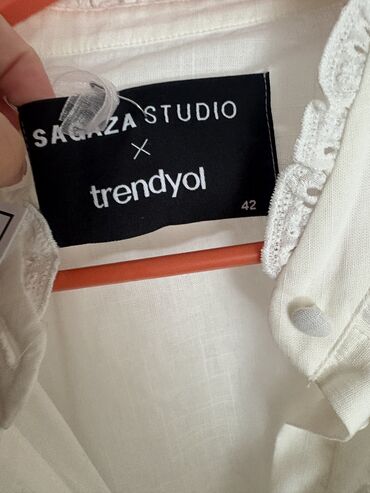 SAGAZA STUDIO
×
trendyol
42